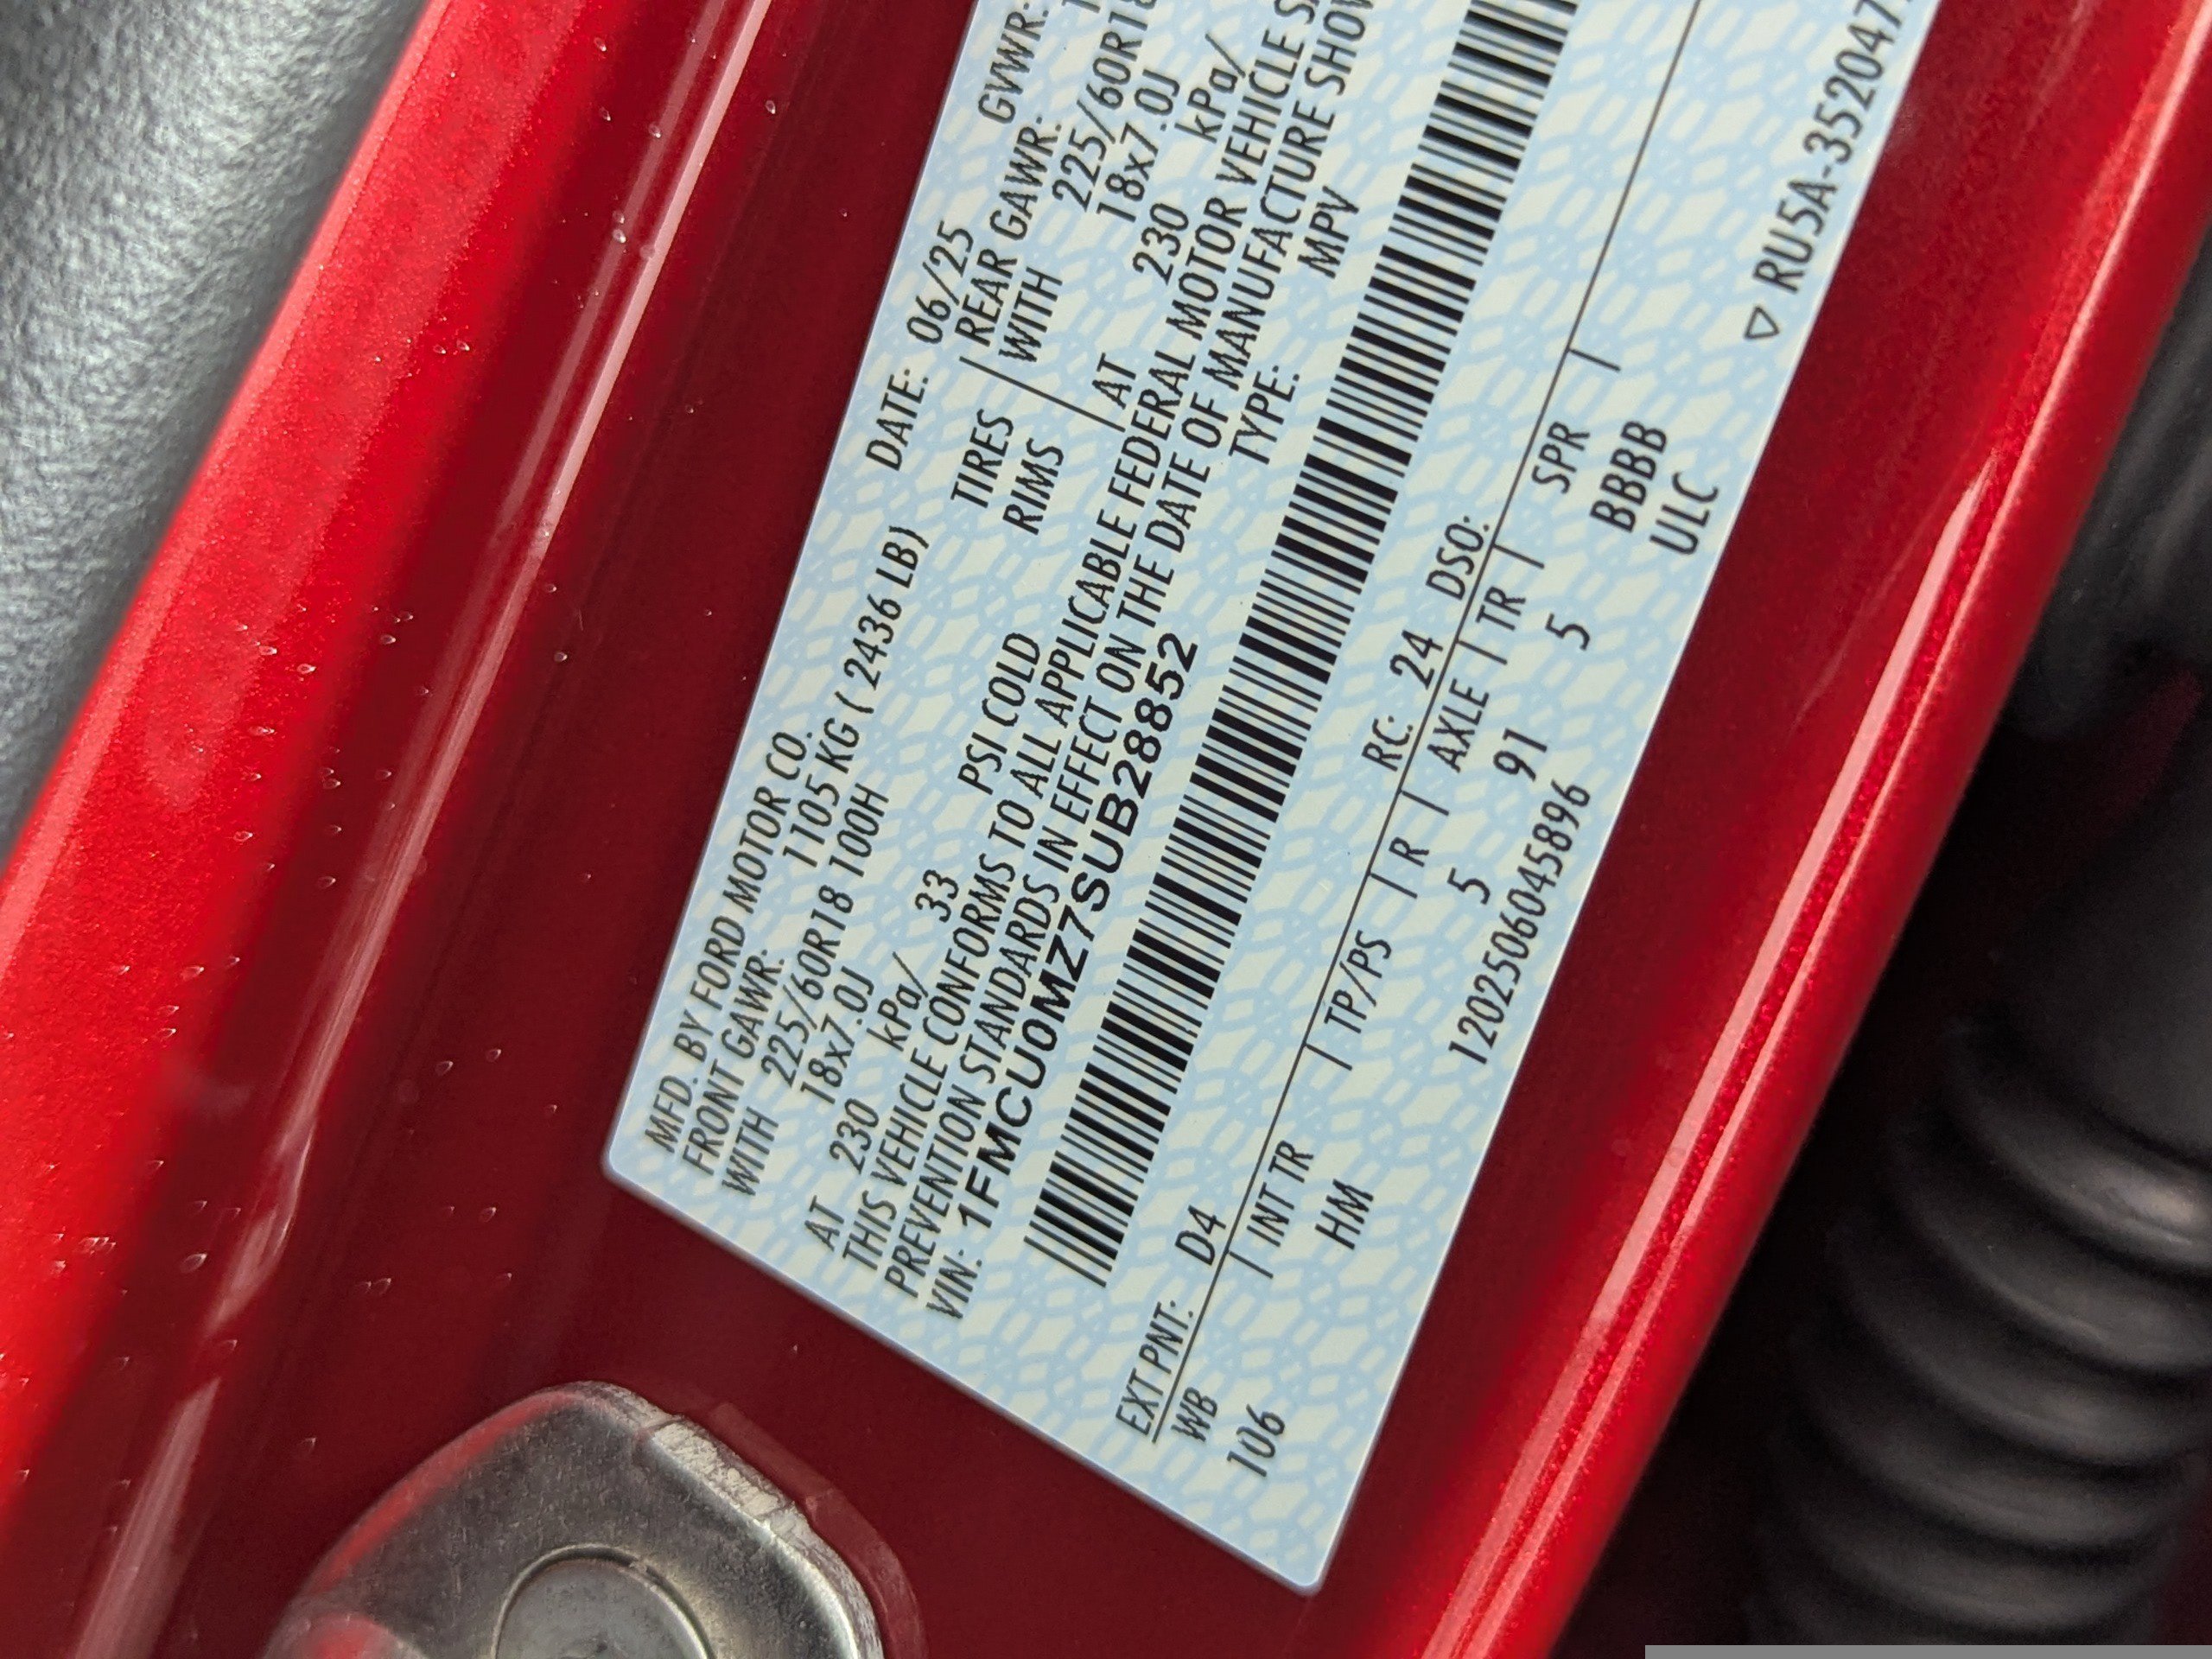 MFD. BY FORD MOTOR CO. DATE: 06/25 GVWR:
FRONT GAWR: 1105 KG ( 2436 LB) REAR GAWR:
WITH 225/60R18 100H TIRES WITH 225/60R18
18x7.0J RIMS 18x7.0J
AT 230 kPa/ 33 PSI COLD AT 230 kPa/
THIS VEHICLE CONFORMS TO ALL APPLICABLE FEDERAL MOTOR VEHICLE
PREVENTION STANDARDS IN EFFECT ON THE DATE OF MANUFACTURE
VIN: 1FMCU0MZ7SUB28852 TYPE: MPV
EXT PNT: D4 RC: 24 DSO:
WB | INT TR | TP/PS | R | AXLE | TR | SPR |
106 HM 5 91 5 BBBB
120250604 5896 ULC
▽ RU5A-352047